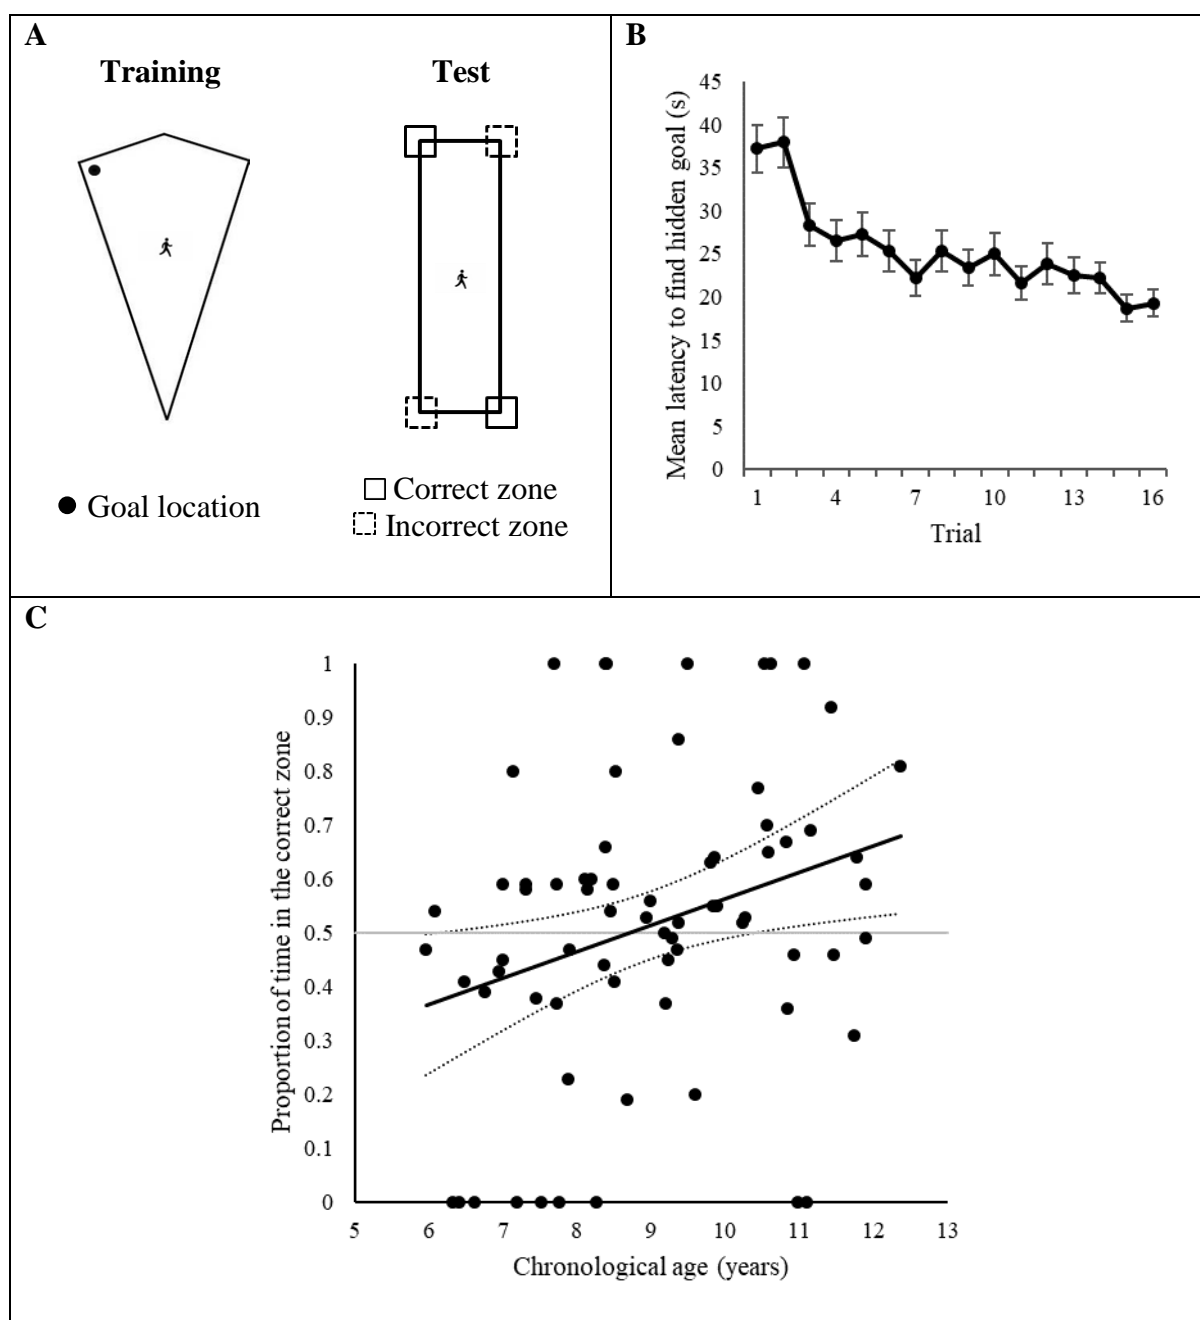 A
Training
Test
Goal location
Correct zone
Incorrect zone
B
Mean latency to find hidden goal (s)
45
40
35
30
25
20
15
10
5
0
1 4 7 10 13 16
Trial
C
Proportion of time in the correct zone
1
0.9
0.8
0.7
0.6
0.5
0.4
0.3
0.2
0.1
0
5 6 7 8 9 10 11 12 13
Chronological age (years)